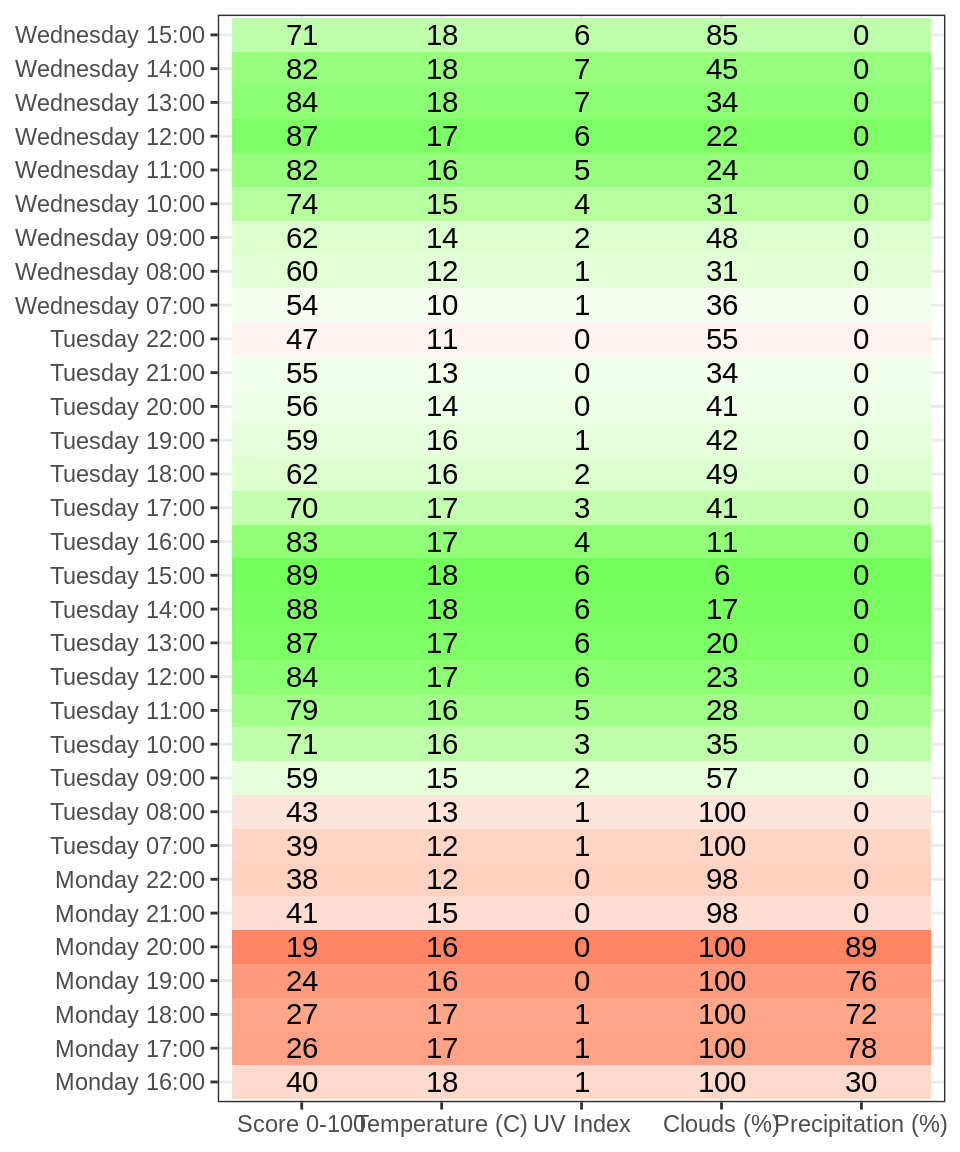 Wednesday 15:00 71 18 6 85 0
Wednesday 14:00 82 18 7 45 0
Wednesday 13:00 84 18 7 34 0
Wednesday 12:00 87 17 6 22 0
Wednesday 11:00 82 16 5 24 0
Wednesday 10:00 74 15 4 31 0
Wednesday 09:00 62 14 2 48 0
Wednesday 08:00 60 12 1 31 0
Wednesday 07:00 54 10 1 36 0
Tuesday 22:00 47 11 0 55 0
Tuesday 21:00 55 13 0 34 0
Tuesday 20:00 56 14 0 41 0
Tuesday 19:00 59 16 1 42 0
Tuesday 18:00 62 16 2 49 0
Tuesday 17:00 70 17 3 41 0
Tuesday 16:00 83 17 4 11 0
Tuesday 15:00 89 18 6 6 0
Tuesday 14:00 88 18 6 17 0
Tuesday 13:00 87 17 6 20 0
Tuesday 12:00 84 17 6 23 0
Tuesday 11:00 79 16 5 28 0
Tuesday 10:00 71 16 3 35 0
Tuesday 09:00 59 15 2 57 0
Tuesday 08:00 43 13 1 100 0
Tuesday 07:00 39 12 1 100 0
Monday 22:00 38 12 0 98 0
Monday 21:00 41 15 0 98 0
Monday 20:00 19 16 0 100 89
Monday 19:00 24 16 0 100 76
Monday 18:00 27 17 1 100 72
Monday 17:00 26 17 1 100 78
Monday 16:00 40 18 1 100 30
Score 0-100 Temperature (C) UV Index Clouds (%) Precipitation (%)